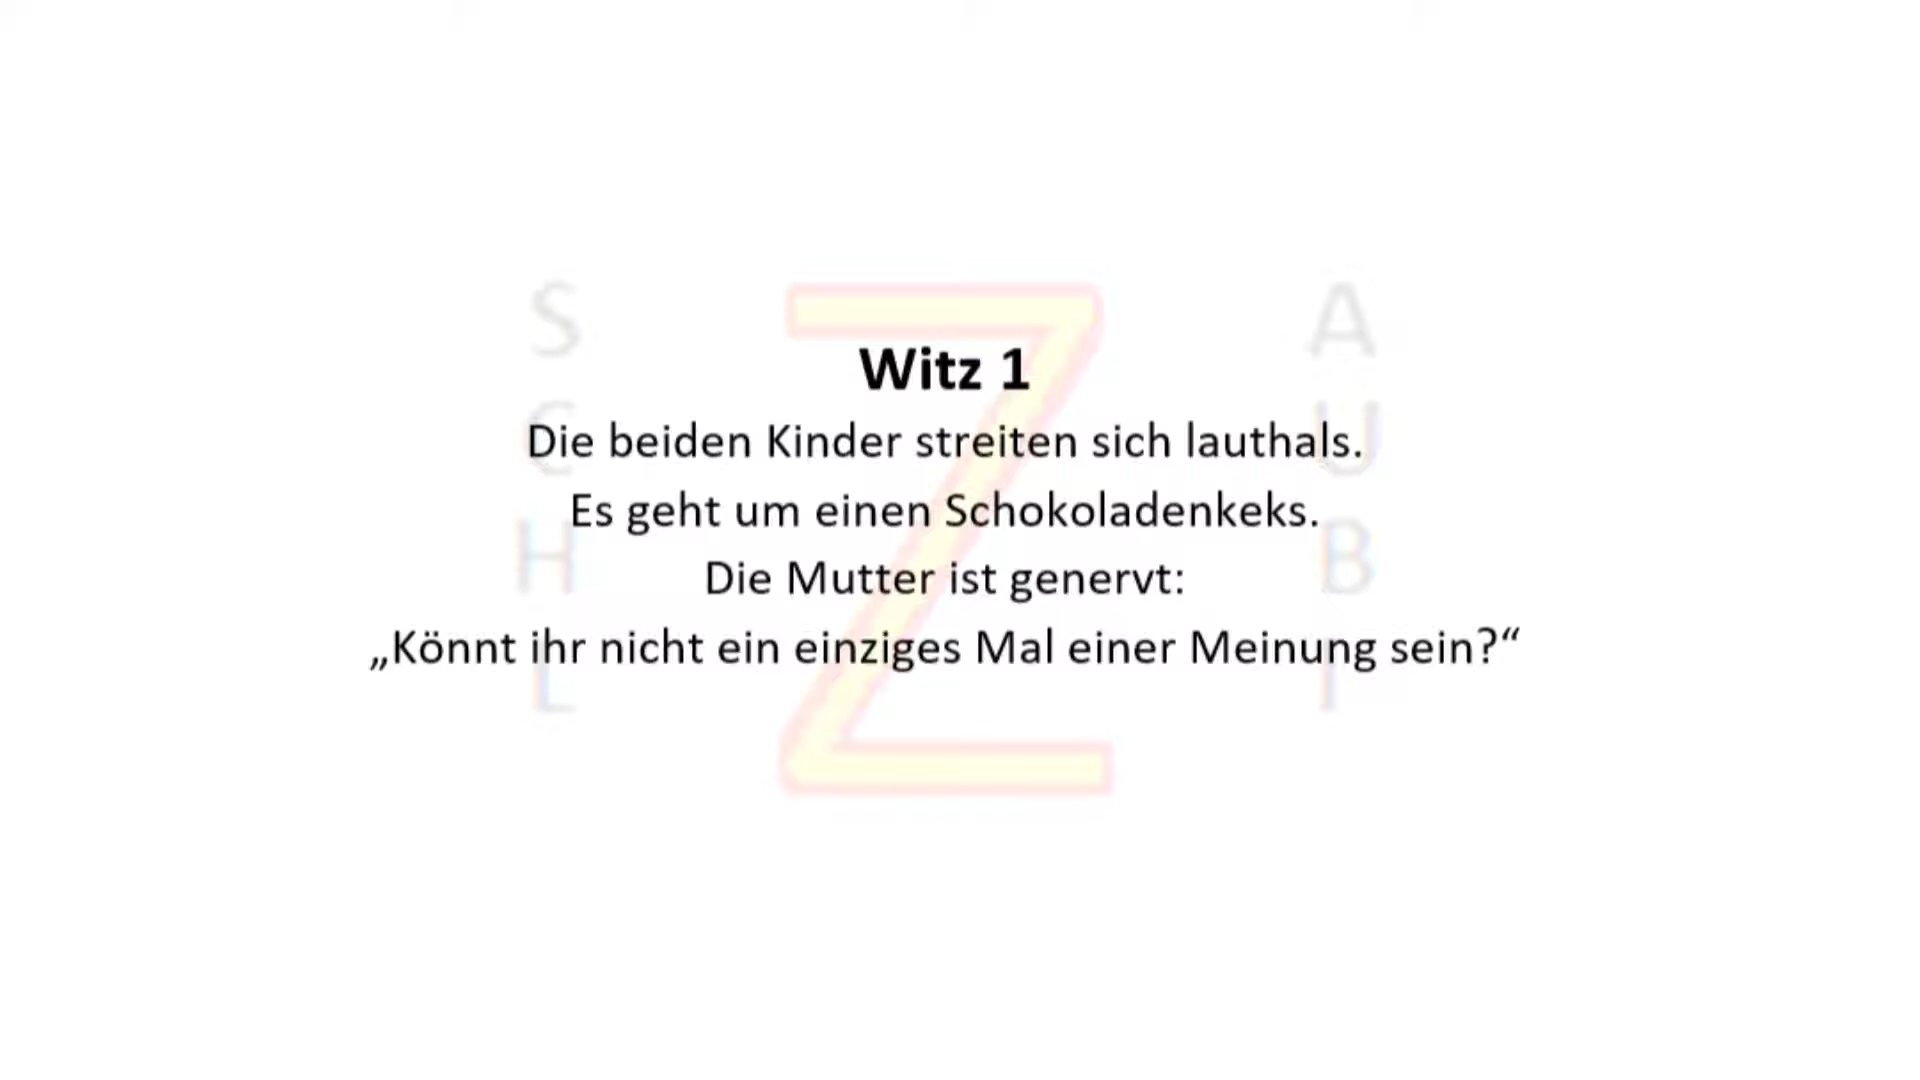 Witz 1
Die beiden Kinder streiten sich lauthals.
Es geht um einen Schokoladenkeks.
Die Mutter ist genervt:
„Könnt ihr nicht ein einziges Mal einer Meinung sein?“
S
C
H
L
Z
A
U
B
I